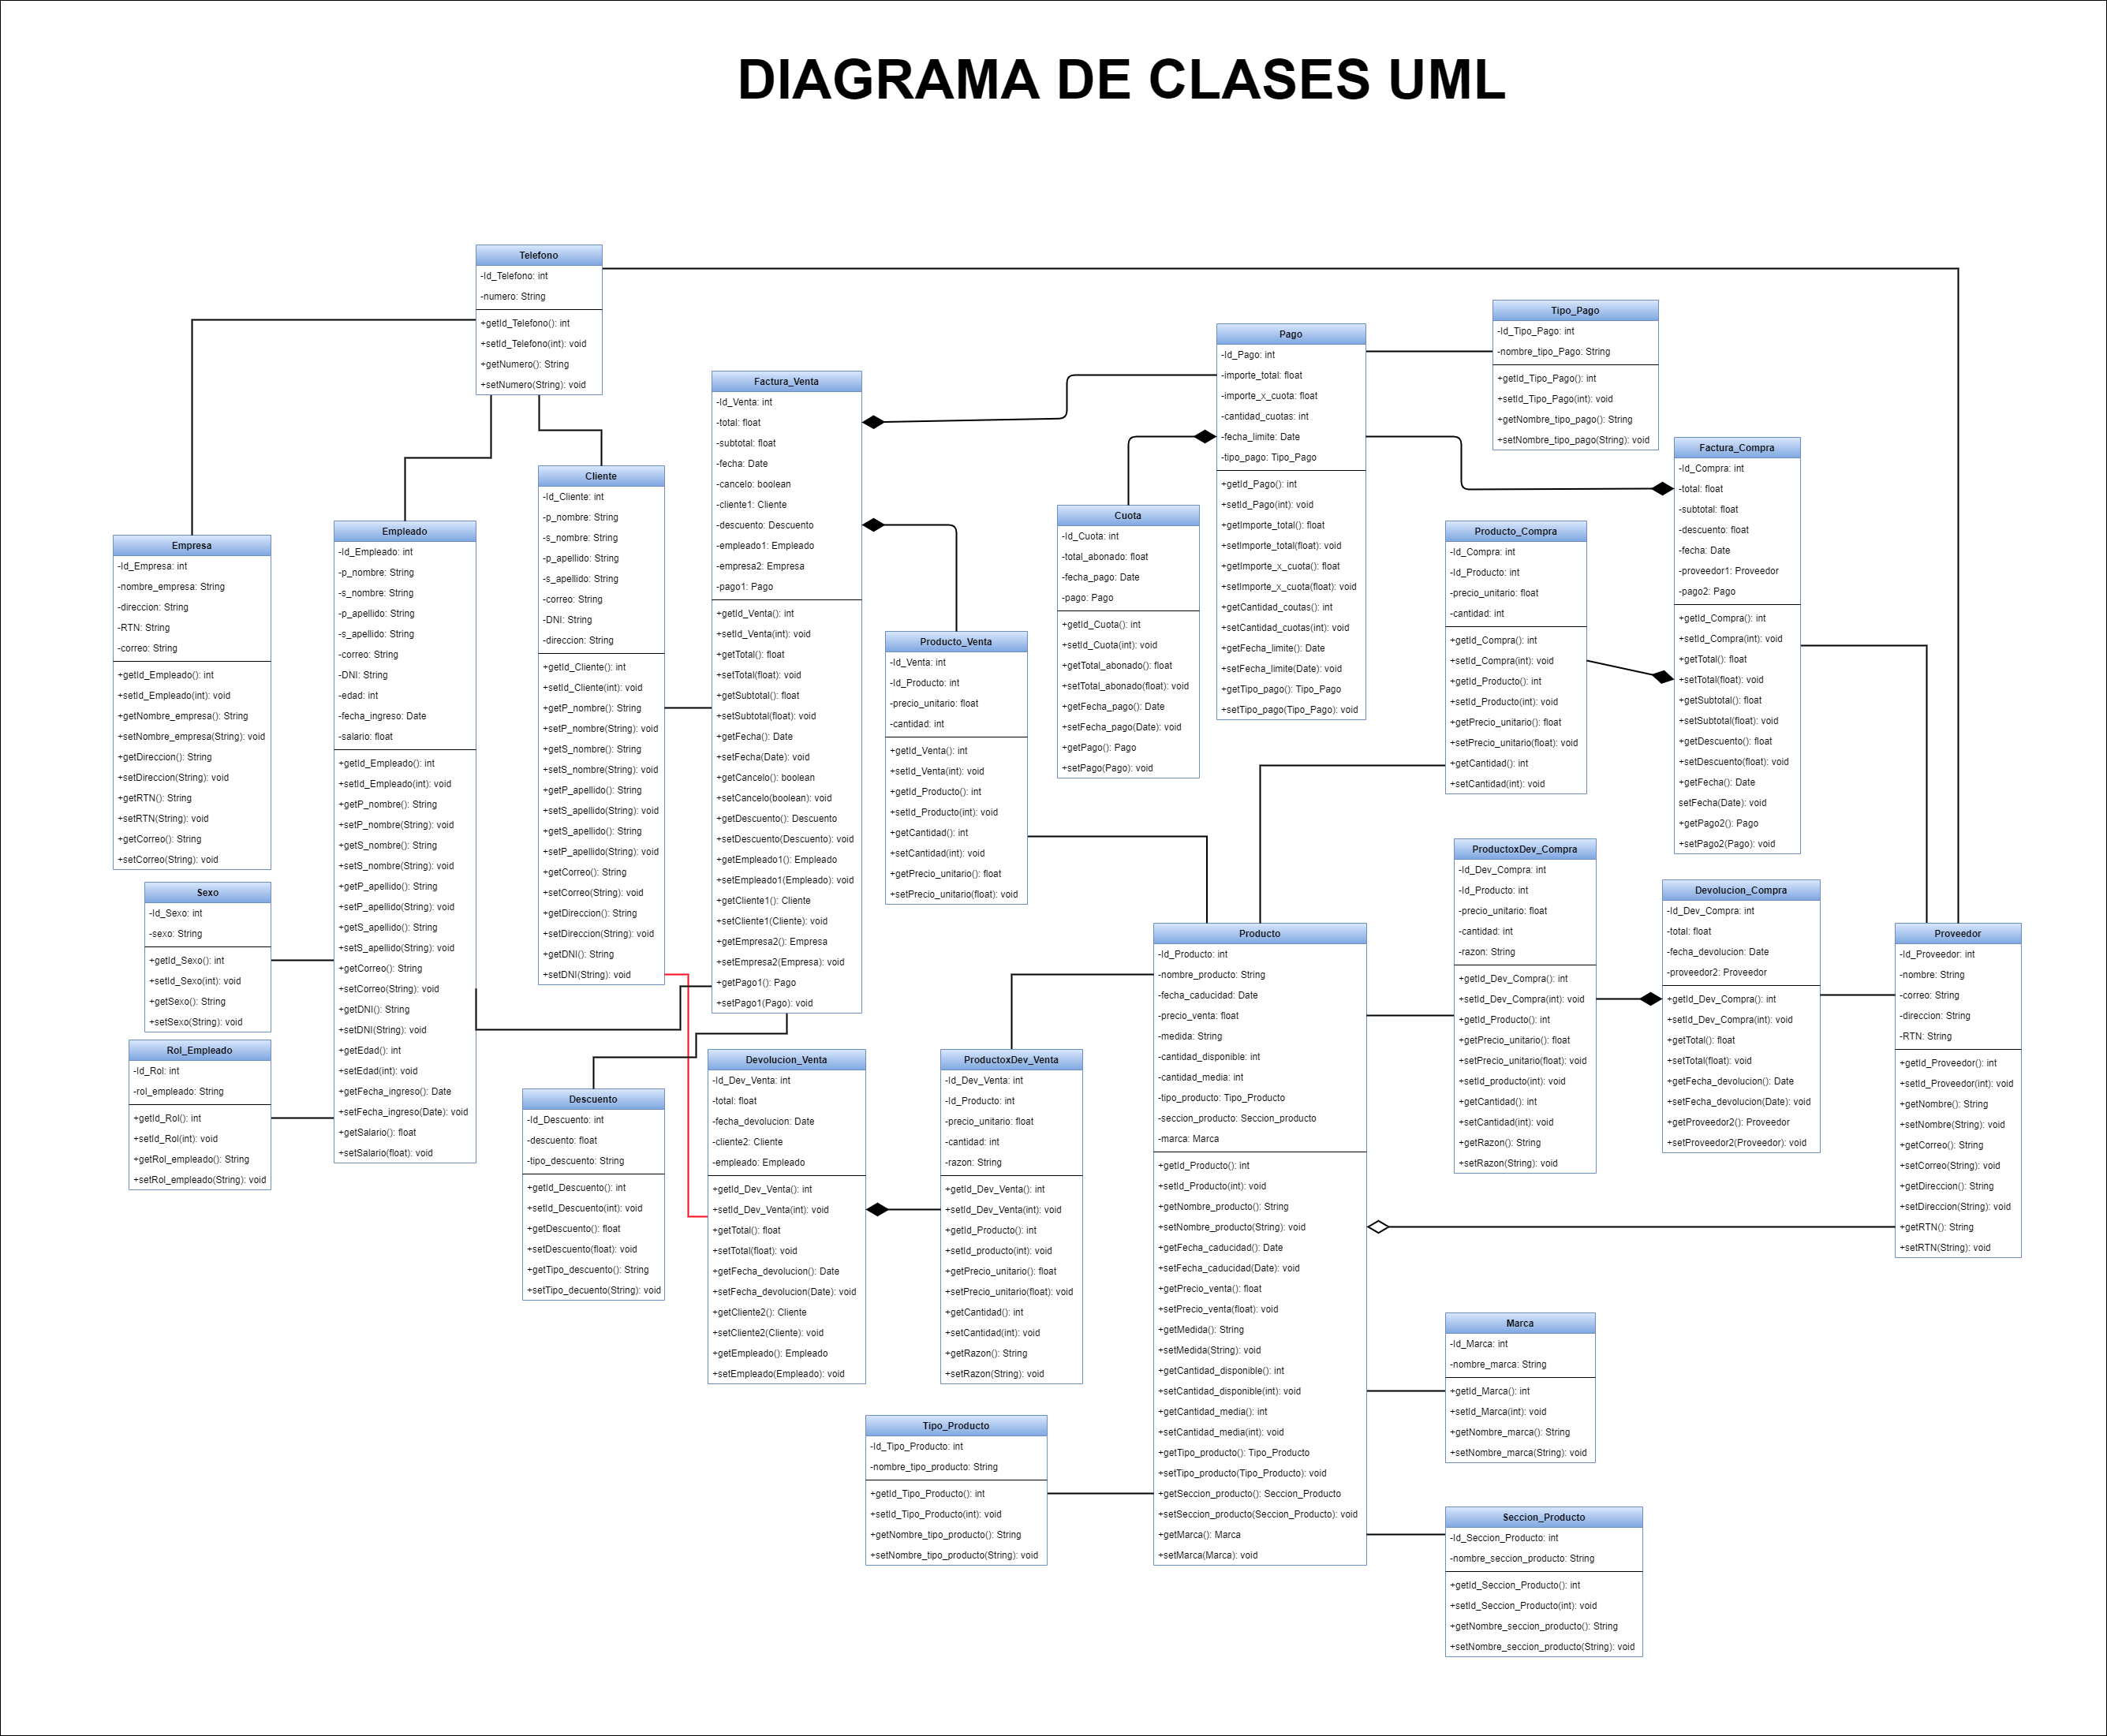 DIAGRAMA DE CLASES UML
Telefono
-Id_Telefono: int
-numero: String
+getId_Telefono(): int
+setId_Telefono(int): void
+getNumero(): String
+setNumero(String): void
Tipo_Pago
-Id_Tipo_Pago: int
-nombre_tipo_Pago: String
+getId_Tipo_Pago(): int
+setId_Tipo_Pago(int): void
+getNombre_tipo_pago(): String
+setNombre_tipo_pago(String): void
Pago
-Id_Pago: int
-importe_total: float
-importe_x_cuota: float
-cantidad_cuotas: int
-fecha_limite: Date
-tipo_pago: Tipo_Pago
+getId_Pago(): int
+setId_Pago(int): void
+getImporte_total(): float
+setImporte_total(float): void
+getImporte_x_cuota(): float
+setImporte_x_cuota(float): void
+getCantidad_coutas(): int
+setCantidad_cuotas(int): void
+getFecha_limite(): Date
+setFecha_limite(Date): void
+getTipo_pago(): Tipo_Pago
+setTipo_pago(Tipo_Pago): void
Factura_Venta
-Id_Venta: int
-total: float
-subtotal: float
-fecha: Date
-cancelo: boolean
-cliente1: Cliente
-descuento: Descuento
-empleado1: Empleado
-empresa2: Empresa
-pago1: Pago
+getId_Venta(): int
+setId_Venta(int): void
+getTotal(): float
+setTotal(float): void
+getSubtotal(): float
+setSubtotal(float): void
+getFecha(): Date
+setFecha(Date): void
+getCancelo(): boolean
+setCancelo(boolean): void
+getDescuento(): Descuento
+setDescuento(Descuento): void
+getEmpleado1(): Empleado
+setEmpleado1(Empleado): void
+getCliente1(): Cliente
+setCliente1(Cliente): void
+getEmpresa2(): Empresa
+setEmpresa2(Empresa): void
+getPago1(): Pago
+setPago1(Pago): void
Factura_Compra
-Id_Compra: int
-total: float
-subtotal: float
-descuento: float
-fecha: Date
-proveedor1: Proveedor
-pago2: Pago
+getId_Compra(): int
+setId_Compra(int): void
+getTotal(): float
+setTotal(float): void
+getSubtotal(): float
+setSubtotal(float): void
+getDescuento(): float
+setDescuento(float): void
+getFecha(): Date
setFecha(Date): void
+getPago2(): Pago
+setPago2(Pago): void
Cliente
-Id_Cliente: int
-p_nombre: String
-s_nombre: String
-p_apellido: String
-s_apellido: String
-correo: String
-DNI: String
-direccion: String
+getId_Cliente(): int
+setId_Cliente(int): void
+getP_nombre(): String
+setP_nombre(String): void
+getS_nombre(): String
+setS_nombre(String): void
+getP_apellido(): String
+setS_apellido(String): void
+getS_apellido(): String
+setP_apellido(String): void
+getCorreo(): String
+setCorreo(String): void
+getDireccion(): String
+setDireccion(String): void
+getDNI(): String
+setDNI(String): void
Cuota
-Id_Cuota: int
-total_abonado: float
-fecha_pago: Date
-pago: Pago
+getId_Cuota(): int
+setId_Cuota(int): void
+getTotal_abonado(): float
+setTotal_abonado(float): void
+getFecha_pago(): Date
+setFecha_pago(Date): void
+getPago(): Pago
+setPago(Pago): void
Empleado
-Id_Empleado: int
-p_nombre: String
-s_nombre: String
-p_apellido: String
-s_apellido: String
-correo: String
-DNI: String
-edad: int
-fecha_ingreso: Date
-salario: float
+getId_Empleado(): int
+setId_Empleado(int): void
+getP_nombre(): String
+setP_nombre(String): void
+getS_nombre(): String
+setS_nombre(String): void
+getP_apellido(): String
+setP_apellido(String): void
+getS_apellido(): String
+setS_apellido(String): void
+getCorreo(): String
+setCorreo(String): void
+getDNI(): String
+setDNI(String): void
+getEdad(): int
+setEdad(int): void
+getFecha_ingreso(): Date
+setFecha_ingreso(Date): void
+getSalario(): float
+setSalario(float): void
Producto_Compra
-Id_Compra: int
-Id_Producto: int
-precio_unitario: float
-cantidad: int
+getId_Compra(): int
+setId_Compra(int): void
+getId_Producto(): int
+setId_Producto(int): void
+getPrecio_unitario(): float
+setPrecio_unitario(float): void
+getCantidad(): int
+setCantidad(int): void
Empresa
-Id_Empresa: int
-nombre_empresa: String
-direccion: String
-RTN: String
-correo: String
+getId_Empleado(): int
+setId_Empleado(int): void
+getNombre_empresa(): String
+setNombre_empresa(String): void
+getDireccion(): String
+setDireccion(String): void
+getRTN(): String
+setRTN(String): void
+getCorreo(): String
+setCorreo(String): void
Producto_Venta
-Id_Venta: int
-Id_Producto: int
-precio_unitario: float
-cantidad: int
+getId_Venta(): int
+setId_Venta(int): void
+getId_Producto(): int
+setId_Producto(int): void
+getCantidad(): int
+setCantidad(int): void
+getPrecio_unitario(): float
+setPrecio_unitario(float): void
ProductoxDev_Compra
-Id_Dev_Compra: int
-Id_Producto: int
-precio_unitario: float
-cantidad: int
-razon: String
+getId_Dev_Compra(): int
+setId_Dev_Compra(int): void
+getId_Producto(): int
+getPrecio_unitario(): float
+setPrecio_unitario(float): void
+setId_producto(int): void
+getCantidad(): int
+setCantidad(int): void
+getRazon(): String
+setRazon(String): void
Devolucion_Compra
-Id_Dev_Compra: int
-total: float
-fecha_devolucion: Date
-proveedor2: Proveedor
+getId_Dev_Compra(): int
+setId_Dev_Compra(int): void
+getTotal(): float
+setTotal(float): void
+getFecha_devolucion(): Date
+setFecha_devolucion(Date): void
+getProveedor2(): Proveedor
+setProveedor2(Proveedor): void
Sexo
-Id_Sexo: int
-sexo: String
+getId_Sexo(): int
+setId_Sexo(int): void
+getSexo(): String
+setSexo(String): void
Producto
-Id_Producto: int
-nombre_producto: String
-fecha_caducidad: Date
-precio_venta: float
-medida: String
-cantidad_disponible: int
-cantidad_media: int
-tipo_producto: Tipo_Producto
-seccion_producto: Seccion_producto
-marca: Marca
+getId_Producto(): int
+setId_Producto(int): void
+getNombre_producto(): String
+setNombre_producto(String): void
+getFecha_caducidad(): Date
+setFecha_caducidad(Date): void
+getPrecio_venta(): float
+setPrecio_venta(float): void
+getMedida(): String
+setMedida(String): void
+getCantidad_disponible(): int
+setCantidad_disponible(int): void
+getCantidad_media(): int
+setCantidad_media(int): void
+getTipo_producto(): Tipo_Producto
+setTipo_producto(Tipo_Producto): void
+getSeccion_producto(): Seccion_Producto
+setSeccion_producto(Seccion_Producto): void
+getMarca(): Marca
+setMarca(Marca): void
Proveedor
-Id_Proveedor: int
-nombre: String
-correo: String
-direccion: String
-RTN: String
+getId_Proveedor(): int
+setId_Proveedor(int): void
+getNombre(): String
+setNombre(String): void
+getCorreo(): String
+setCorreo(String): void
+getDireccion(): String
+setDireccion(String): void
+getRTN(): String
+setRTN(String): void
Rol_Empleado
-Id_Rol: int
-rol_empleado: String
+getId_Rol(): int
+setId_Rol(int): void
+getRol_empleado(): String
+setRol_empleado(String): void
Devolucion_Venta
-Id_Dev_Venta: int
-total: float
-fecha_devolucion: Date
-cliente2: Cliente
-empleado: Empleado
+getId_Dev_Venta(): int
+setId_Dev_Venta(int): void
+getTotal(): float
+setTotal(float): void
+getFecha_devolucion(): Date
+setFecha_devolucion(Date): void
+getCliente2(): Cliente
+setCliente2(Cliente): void
+getEmpleado(): Empleado
+setEmpleado(Empleado): void
ProductoxDev_Venta
-Id_Dev_Venta: int
-Id_Producto: int
-precio_unitario: float
-cantidad: int
-razon: String
+getId_Dev_Venta(): int
+setId_Dev_Venta(int): void
+getId_Producto(): int
+setId_producto(int): void
+getPrecio_unitario(): float
+setPrecio_unitario(float): void
+getCantidad(): int
+setCantidad(int): void
+getRazon(): String
+setRazon(String): void
Descuento
-Id_Descuento: int
-descuento: float
-tipo_descuento: String
+getId_Descuento(): int
+setId_Descuento(int): void
+getDescuento(): float
+setDescuento(float): void
+getTipo_descuento(): String
+setTipo_decuento(String): void
Marca
-Id_Marca: int
-nombre_marca: String
+getId_Marca(): int
+setId_Marca(int): void
+getNombre_marca(): String
+setNombre_marca(String): void
Tipo_Producto
-Id_Tipo_Producto: int
-nombre_tipo_producto: String
+getId_Tipo_Producto(): int
+setId_Tipo_Producto(int): void
+getNombre_tipo_producto(): String
+setNombre_tipo_producto(String): void
Seccion_Producto
-Id_Seccion_Producto: int
-nombre_seccion_producto: String
+getId_Seccion_Producto(): int
+setId_Seccion_Producto(int): void
+getNombre_seccion_producto(): String
+setNombre_seccion_producto(String): void